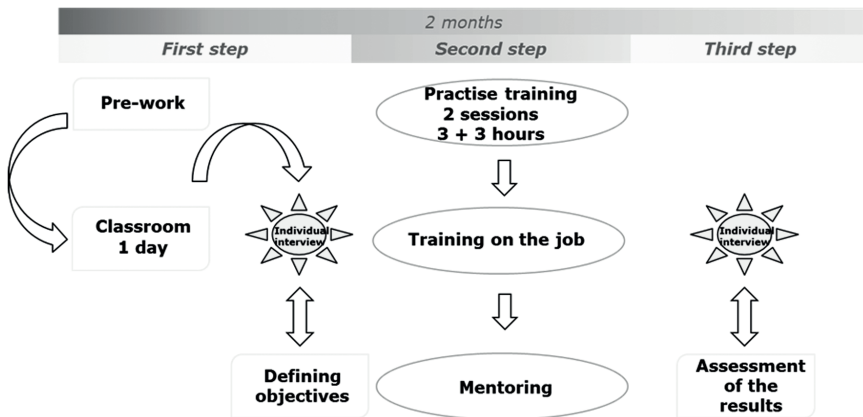 2 months
First step
Second step
Third step
Pre-work
Practise training
2 sessions
3 + 3 hours
Classroom
1 day
Individual
interview
Training on the job
Individual
interview
Defining
objectives
Mentoring
Assessment
of the
results